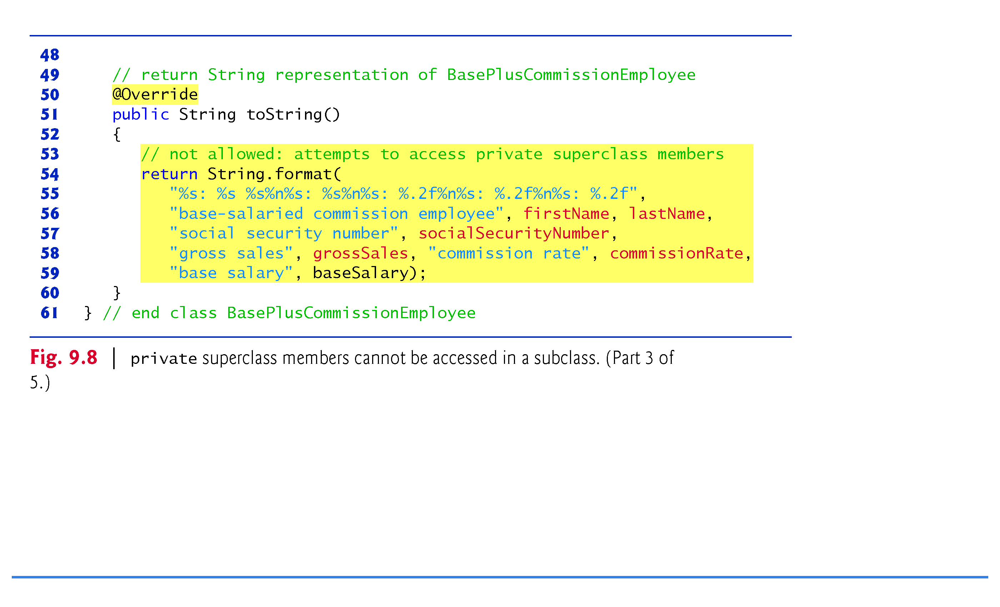 48
49 // return String representation of BasePlusCommissionEmployee
50 @Override
51 public String toString()
52 {
53 // not allowed: attempts to access private superclass members
54 return String.format(
55 "%s: %s %s%n%s: %s%n%s: %.2f%n%s: %.2f%n%s: %.2f",
56 "base-salaried commission employee", firstName, lastName,
57 "social security number", socialSecurityNumber,
58 "gross sales", grossSales, "commission rate", commissionRate,
59 "base salary", baseSalary);
60 }
61 } // end class BasePlusCommissionEmployee
Fig. 9.8 | private superclass members cannot be accessed in a subclass. (Part 3 of
5.)